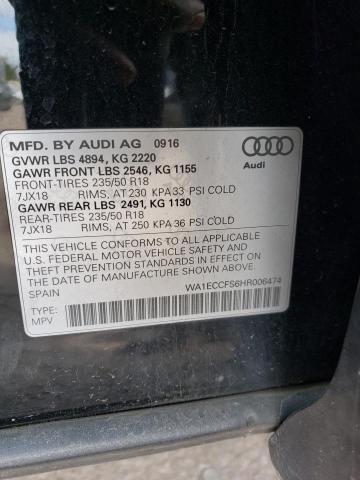 MFD. BY AUDI AG 0916
GVWR LBS 4894, KG 2220
GAWR FRONT LBS 2546, KG 1155
FRONT-TIRES 235/50 R18
7JX18 RIMS, AT 230 KPA 33 PSI COLD
GAWR REAR LBS 2491, KG 1130
REAR-TIRES 235/50 R18
7JX18 RIMS, AT 250 KPA 36 PSI COLD
THIS VEHICLE CONFORMS TO ALL APPLICABLE
U.S. FEDERAL MOTOR VEHICLE SAFETY BUMPER AND
THEFT PREVENTION STANDARDS IN EFFECT ON
THE DATE OF MANUFACTURE SHOWN ABOVE
SPAIN
WA1ECCFS6HR006474
TYPE:
MPV
Audi